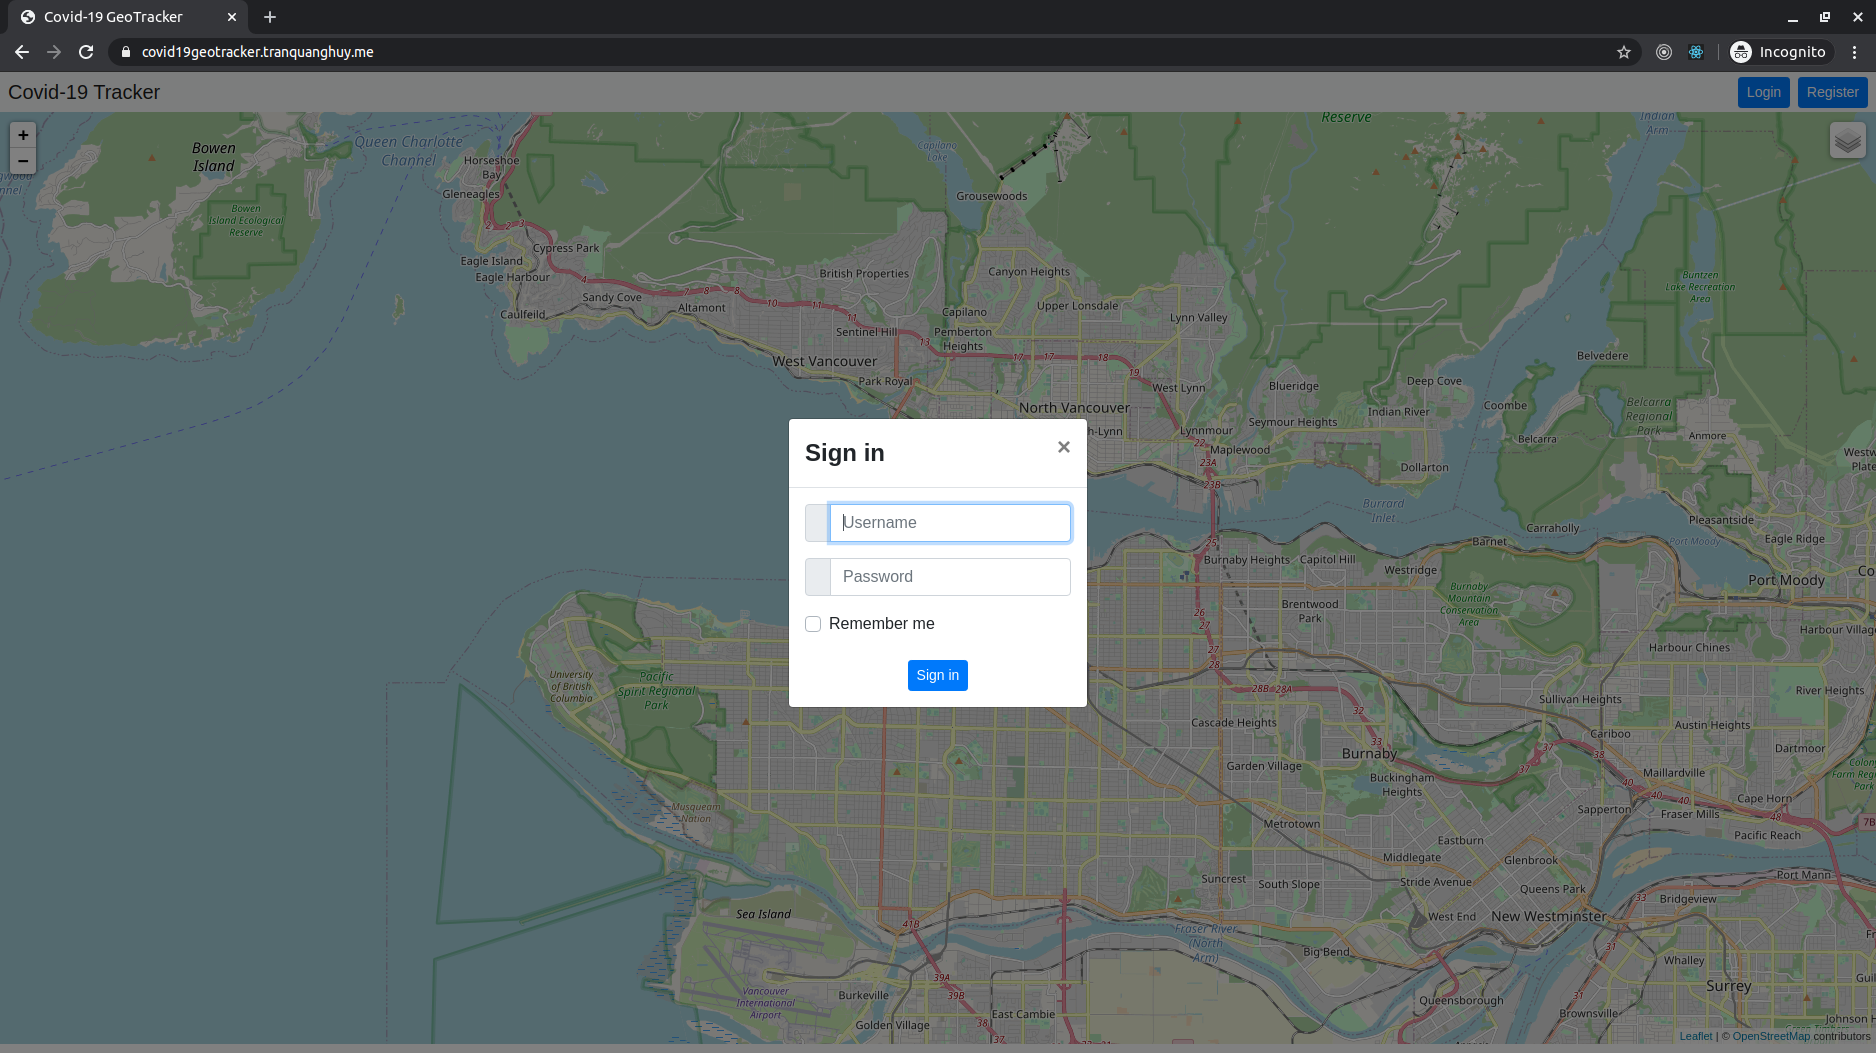 Covid-19 GeoTracker
covid19geotracker.tranquanghuy.me
Incognito
Covid-19 Tracker
Login
Register
+
−
Bowen
Island
Queen Charlotte
Channel
Horseshoe
Bay
Gleneagles
Bowen
Island Ecological
Reserve
Cypress Park
Eagle Island
Eagle Harbour
Sandy Cove
Caulfeild
Altamont
British Properties
Sentinel Hill
West Vancouver
Park Royal
Capilano
Lake
Grousewoods
Canyon Heights
Upper Lonsdale
Capilano
Pemberton
Heights
Lynn Valley
West Lynn
North Vancouver
h-Lynn
Lynnmour
Maplewood
Blueridge
Seymour Heights
Indian River
Deep Cove
Dollarton
Reserve
Indian
Arm
Buntzen
Lake Recreation
Area
Belvedere
Coombe
Belcarra
Regional
Park
Belcarra
Anmore
Burrard
Inlet
Carraholly
Pleasantside
Barnet
Port Moody
Eagle Ridge
Port Moody
Sign in
×
Username
Password
Remember me
Sign in
Burnaby Heights
Capitol Hill
Westridge
Burnaby
Mountain
Conservation
Area
Brentwood
Park
Harbour Village
Harbour Chines
River Heights
Sullivan Heights
Austin Heights
Cariboo
Dartmoor
Cascade Heights
Burnaby
Garden Village
Buckingham
Heights
Maillardville
Cape Horn
Sapperton
Fraser Mills
Pacific Reach
Metrotown
Eastburn
Middlegate
Glenbrook
Suncrest
South Slope
Stride Avenue
Queens Park
Port Mann
Bridgeview
West End
New Westminster
Big Bend
Whalley
Surrey
Queensborough
Brownsville
University
of British
Columbia
Pacific
Spirit Regional
Park
Musqueam
Nation
Sea Island
Vancouver
International
Airport
Burkeville
Golden Village
East Cambie
Fraser River
(North
Arm)
Leaflet | © OpenStreetMap contributors